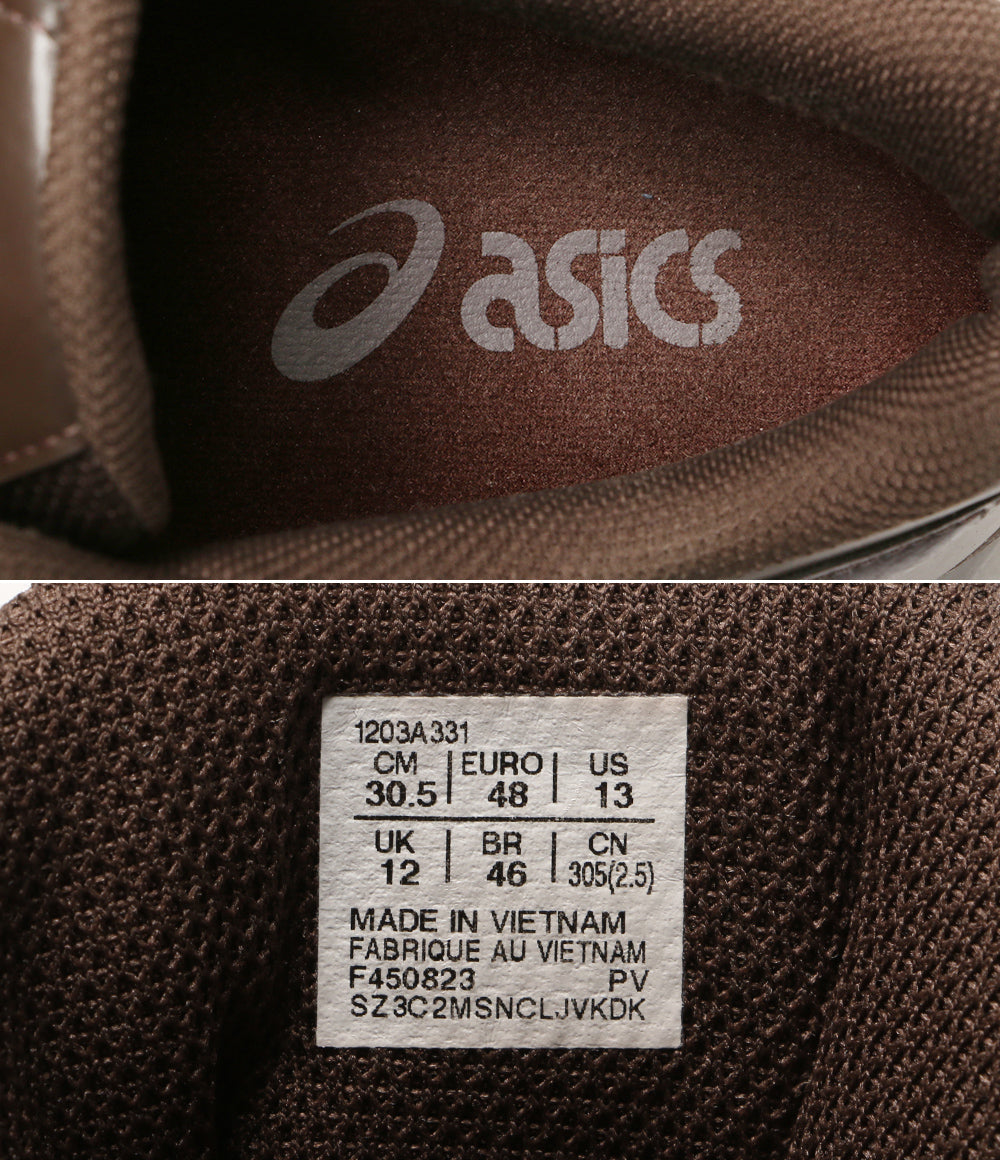 asics
1203A331
CM | EURO | US
30.5 | 48 | 13
UK | BR | CN
12 | 46 | 305(2.5)
MADE IN VIETNAM
FABRIQUE AU VIETNAM
F450823 PV
SZ3C2MSNCLJVKDK